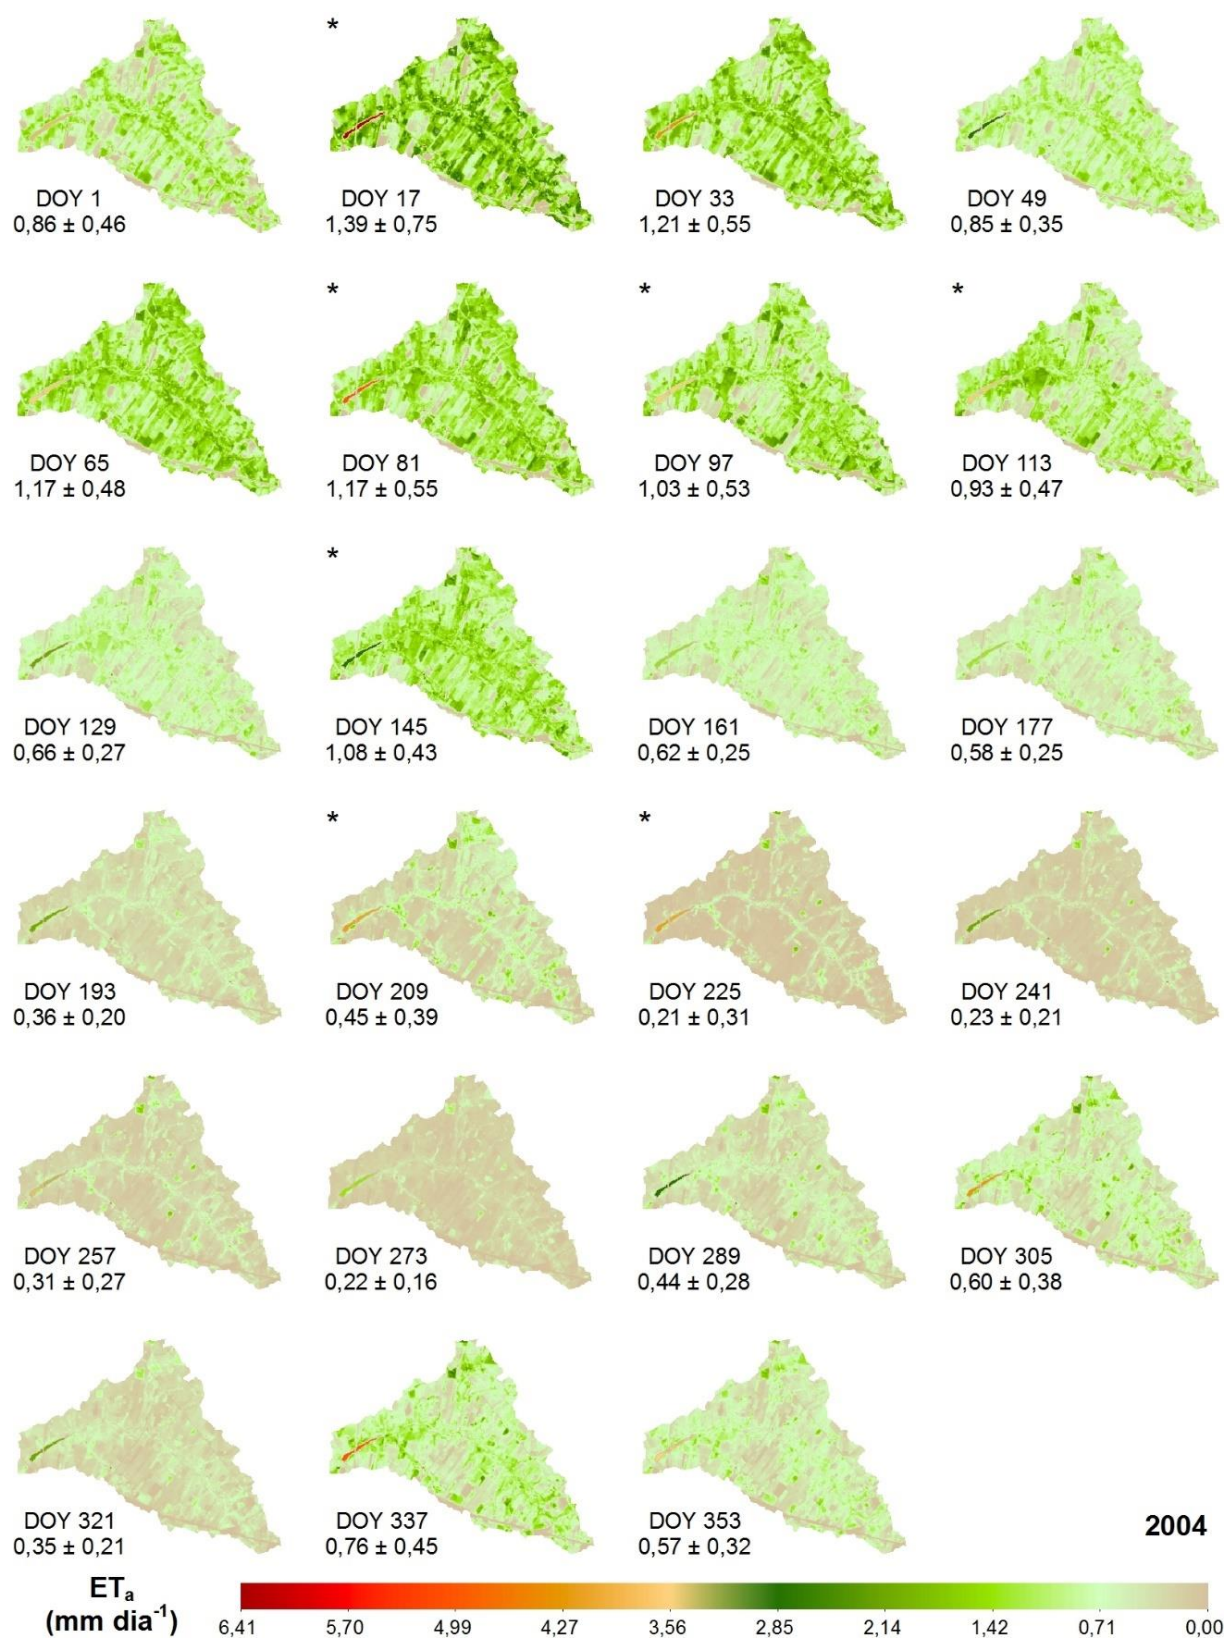 *
DOY 1
0,86 ± 0,46
DOY 17
1,39 ± 0,75
DOY 33
1,21 ± 0,55
DOY 49
0,85 ± 0,35
*
*
*
DOY 65
1,17 ± 0,48
DOY 81
1,17 ± 0,55
DOY 97
1,03 ± 0,53
DOY 113
0,93 ± 0,47
*
DOY 129
0,66 ± 0,27
DOY 145
1,08 ± 0,43
DOY 161
0,62 ± 0,25
DOY 177
0,58 ± 0,25
*
*
DOY 193
0,36 ± 0,20
DOY 209
0,45 ± 0,39
DOY 225
0,21 ± 0,31
DOY 241
0,23 ± 0,21
DOY 257
0,31 ± 0,27
DOY 273
0,22 ± 0,16
DOY 289
0,44 ± 0,28
DOY 305
0,60 ± 0,38
DOY 321
0,35 ± 0,21
DOY 337
0,76 ± 0,45
DOY 353
0,57 ± 0,32
2004
ETₐ
(mm dia⁻¹)
6,41 5,70 4,99 4,27 3,56 2,85 2,14 1,42 0,71 0,00